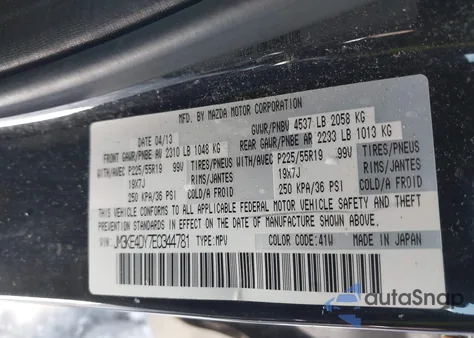 MFD. BY MAZDA MOTOR CORPORATION
DATE 04/13 GVWR/PNBV 4537 LB 2058 KG
FRONT GAWR/PNBE AV 2310 LB 1048 KG REAR GAWR/PNBE AR 2233 LB 1013 KG
WITH/AVEC P225/55R19 99V TIRES/PNEUS WITH/AVEC P225/55R19 99V TIRES/PNEUS
19x7J RIMS/JANTES 19x7J RIMS/JANTES
250 KPA/36 PSI COLD/A FROID 250 KPA/36 PSI COLD/A FROID
THIS VEHICLE CONFORMS TO ALL APPLICABLE FEDERAL MOTOR VEHICLE SAFETY AND THEFT
PREVENTION STANDARDS IN EFFECT ON THE DATE OF MANUFACTURE SHOWN ABOVE.
VIN: JM3KE4DY7E0344781 TYPE: MPV COLOR CODE: 41W MADE IN JAPAN
autaSnap